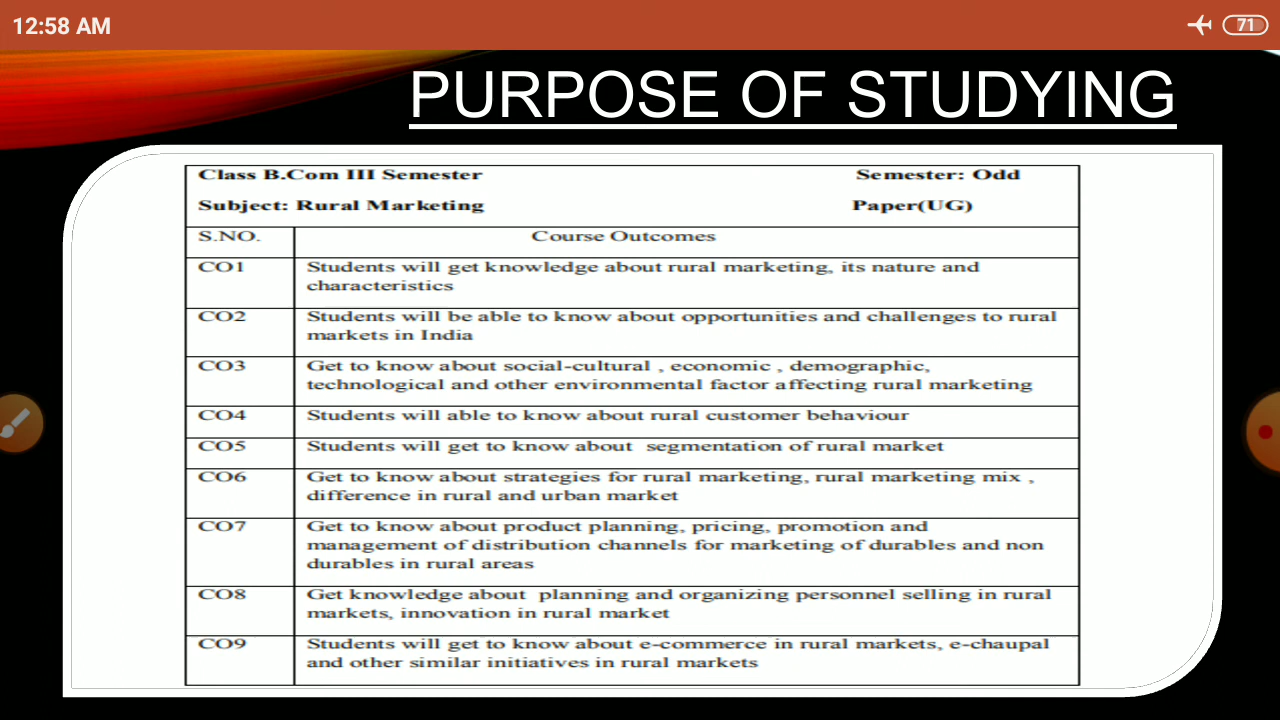 12:58 AM
71
PURPOSE OF STUDYING
Class B.Com III Semester Semester: Odd
Subject: Rural Marketing Paper(UG)
S.NO. Course Outcomes
CO1 Students will get knowledge about rural marketing, its nature and
characteristics
CO2 Students will be able to know about opportunities and challenges to rural
markets in India
CO3 Get to know about social-cultural , economic , demographic,
technological and other environmental factor affecting rural marketing
CO4 Students will able to know about rural customer behaviour
CO5 Students will get to know about segmentation of rural market
CO6 Get to know about strategies for rural marketing, rural marketing mix ,
difference in rural and urban market
CO7 Get to know about product planning, pricing, promotion and
management of distribution channels for marketing of durables and non
durables in rural areas
CO8 Get knowledge about planning and organizing personnel selling in rural
markets, innovation in rural market
CO9 Students will get to know about e-commerce in rural markets, e-chaupal
and other similar initiatives in rural markets